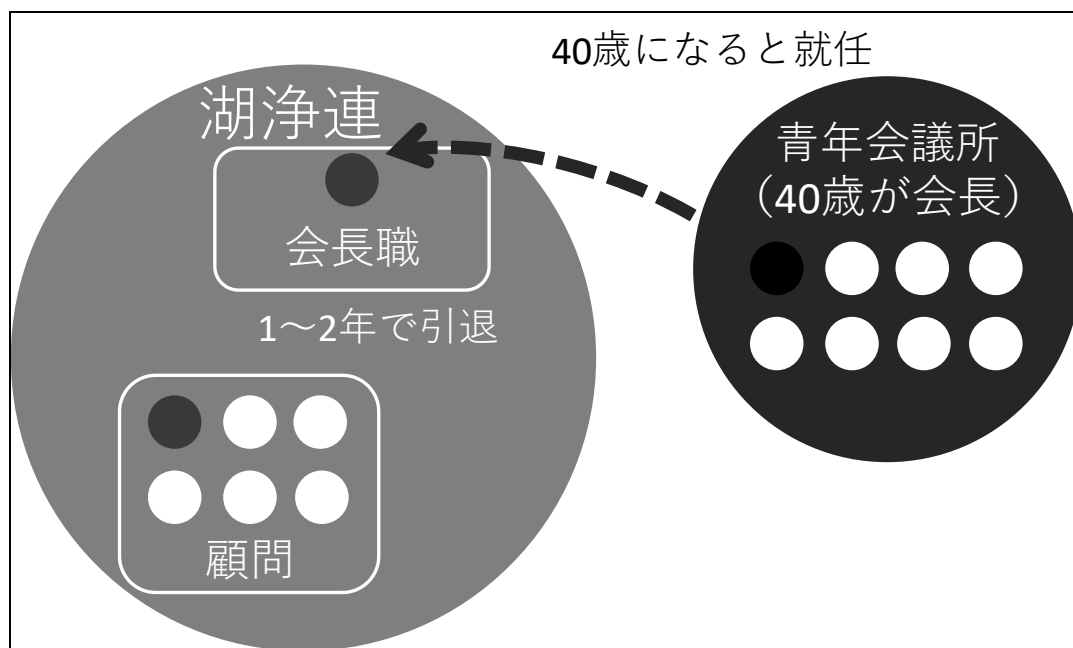 40歳になると就任
湖浄連
会長職
1～2年で引退
顧問
青年会議所
（40歳が会長）